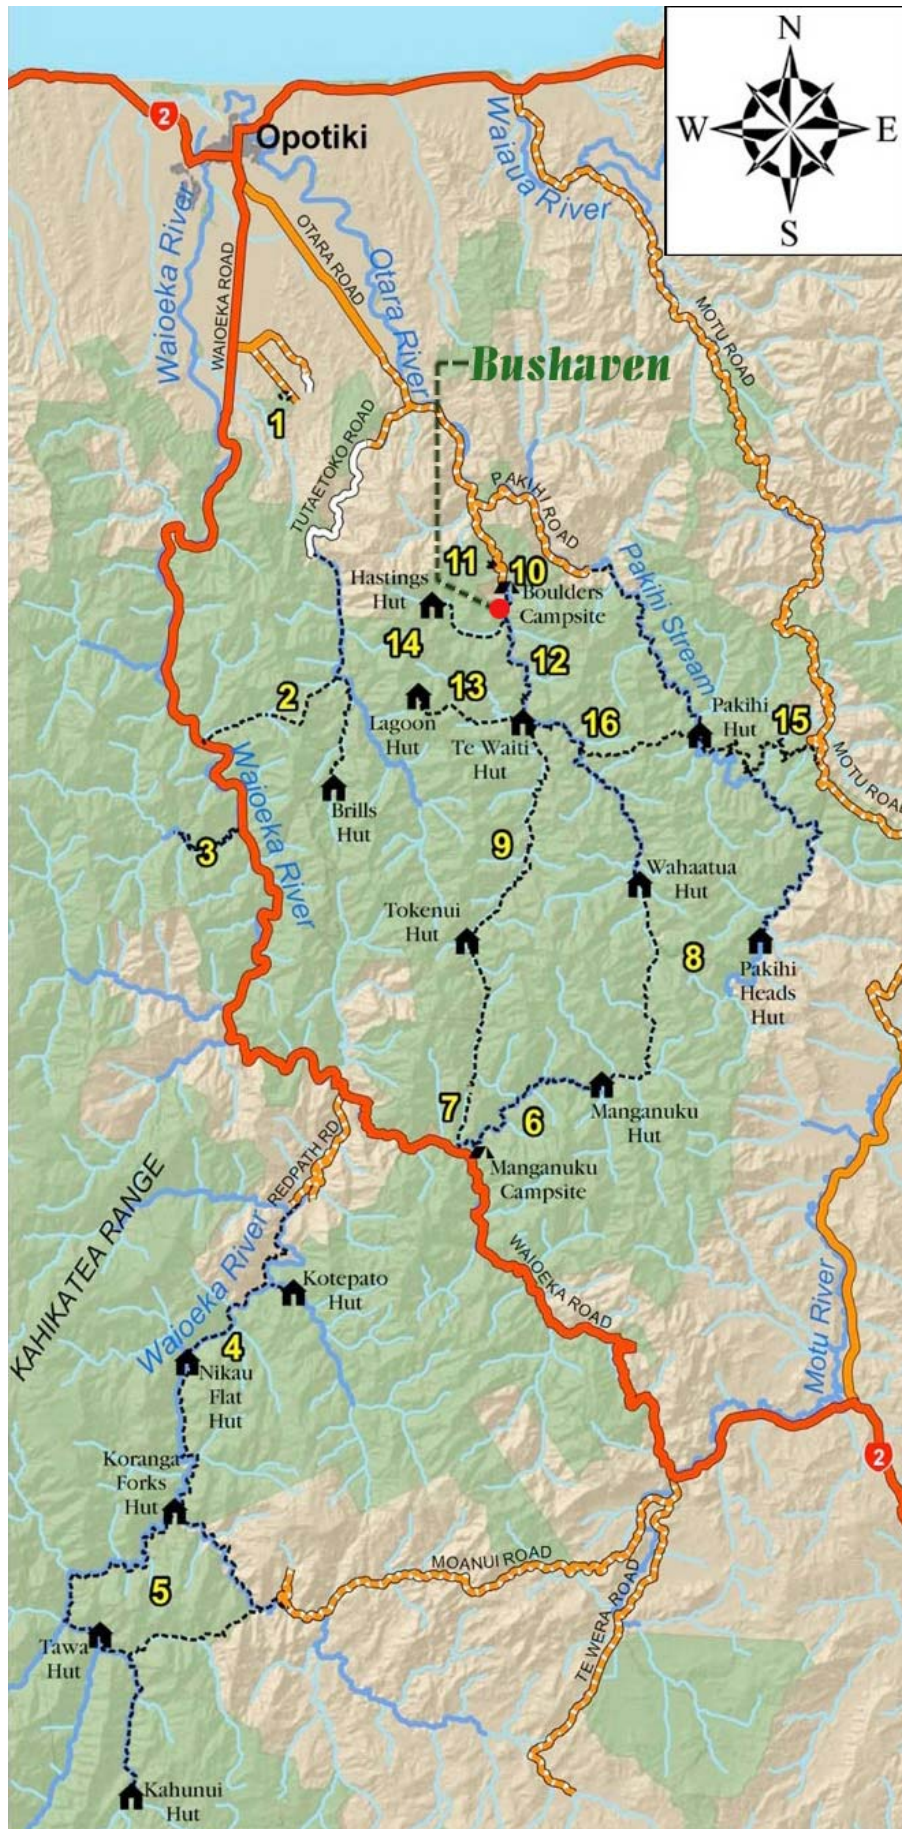 N
W
E
S
2
Opotiki
Waiaua River
Waioeka River
WAIOEKA ROAD
OTARA ROAD
Otara River
MOTU ROAD
Bushaven
1
TUTAETOKO ROAD
PAKIHI ROAD
11
10
Hastings
Hut
Boulders
Campsite
Pakihi Stream
14
12
2
13
Lagoon
Hut
Te Waiti
Hut
16
Pakihi
Hut
15
MOTU ROAD
Waioeka River
Brills
Hut
3
9
Wahaatua
Hut
Tokenui
Hut
8
Pakihi
Heads
Hut
7
6
Manganuku
Hut
Manganuku
Campsite
REDPATH RD
KAHIKATEA RANGE
Waioeka River
WAIOEKA ROAD
Kotepato
Hut
Motu River
4
Nikau
Flat
Hut
Koranga
Forks
Hut
2
MOANUI ROAD
5
TE WERA ROAD
Tawa
Hut
Kahunui
Hut